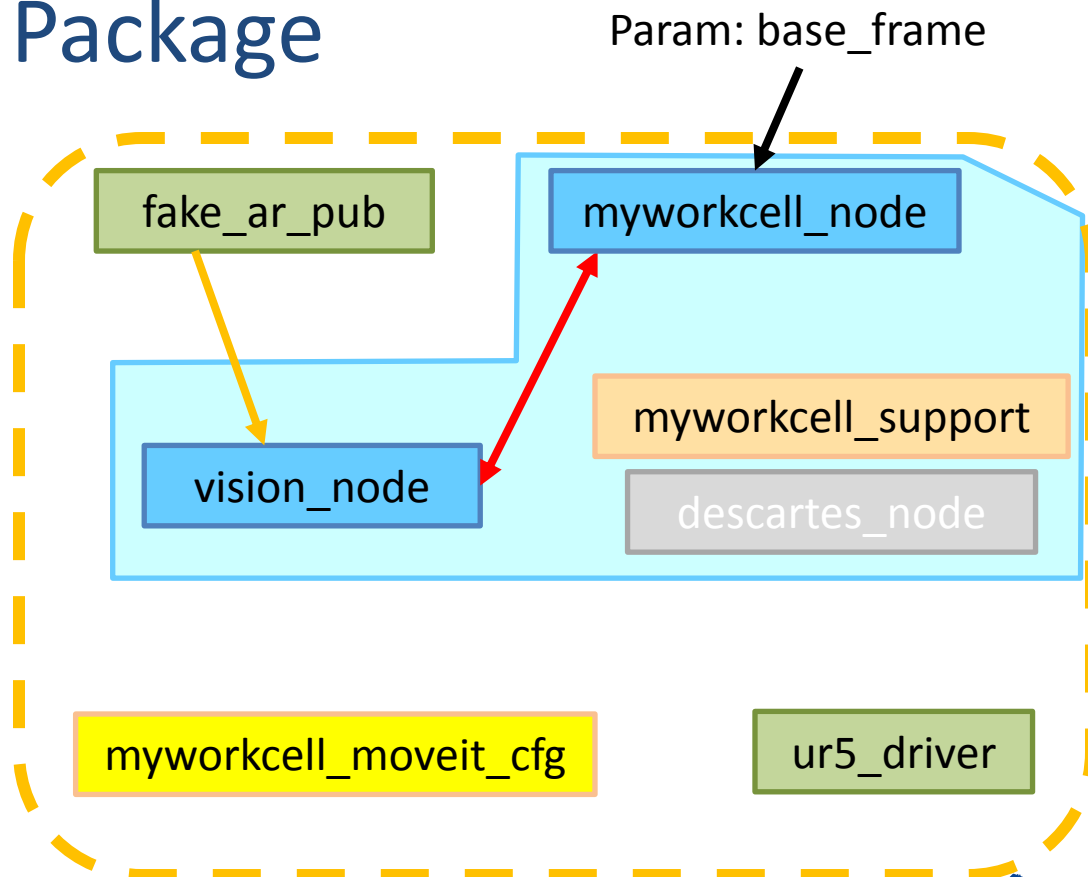 Package
Param: base_frame
fake_ar_pub
myworkcell_node
myworkcell_support
vision_node
descartes_node
myworkcell_moveit_cfg
ur5_driver